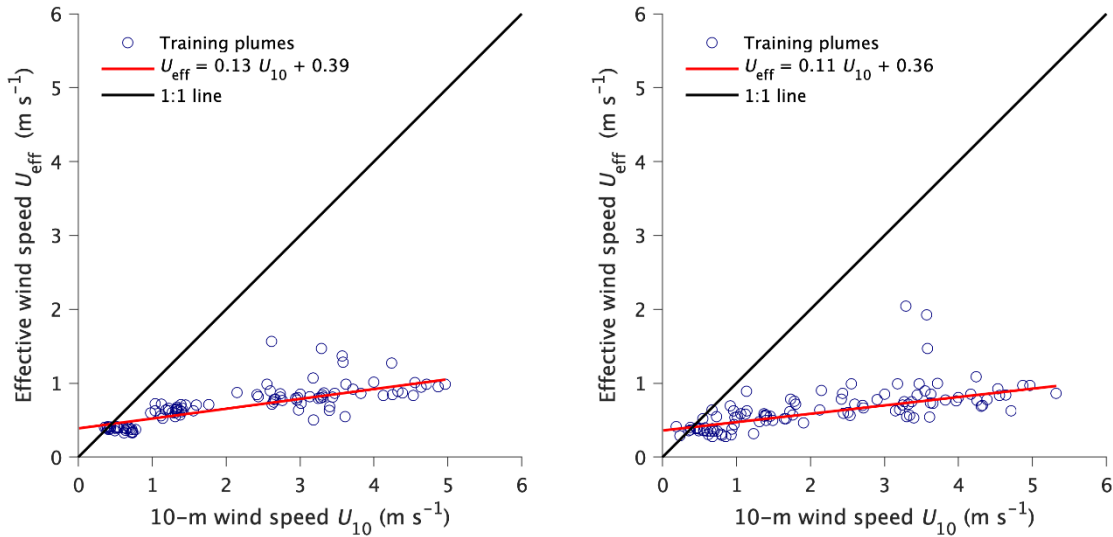 Training plumes
U_eff = 0.13 U_10 + 0.39
1:1 line
Effective wind speed U_eff (m s⁻¹)
6
5
4
3
2
1
0
0 1 2 3 4 5 6
10-m wind speed U_10 (m s⁻¹)
Training plumes
U_eff = 0.11 U_10 + 0.36
1:1 line
Effective wind speed U_eff (m s⁻¹)
6
5
4
3
2
1
0
0 1 2 3 4 5 6
10-m wind speed U_10 (m s⁻¹)